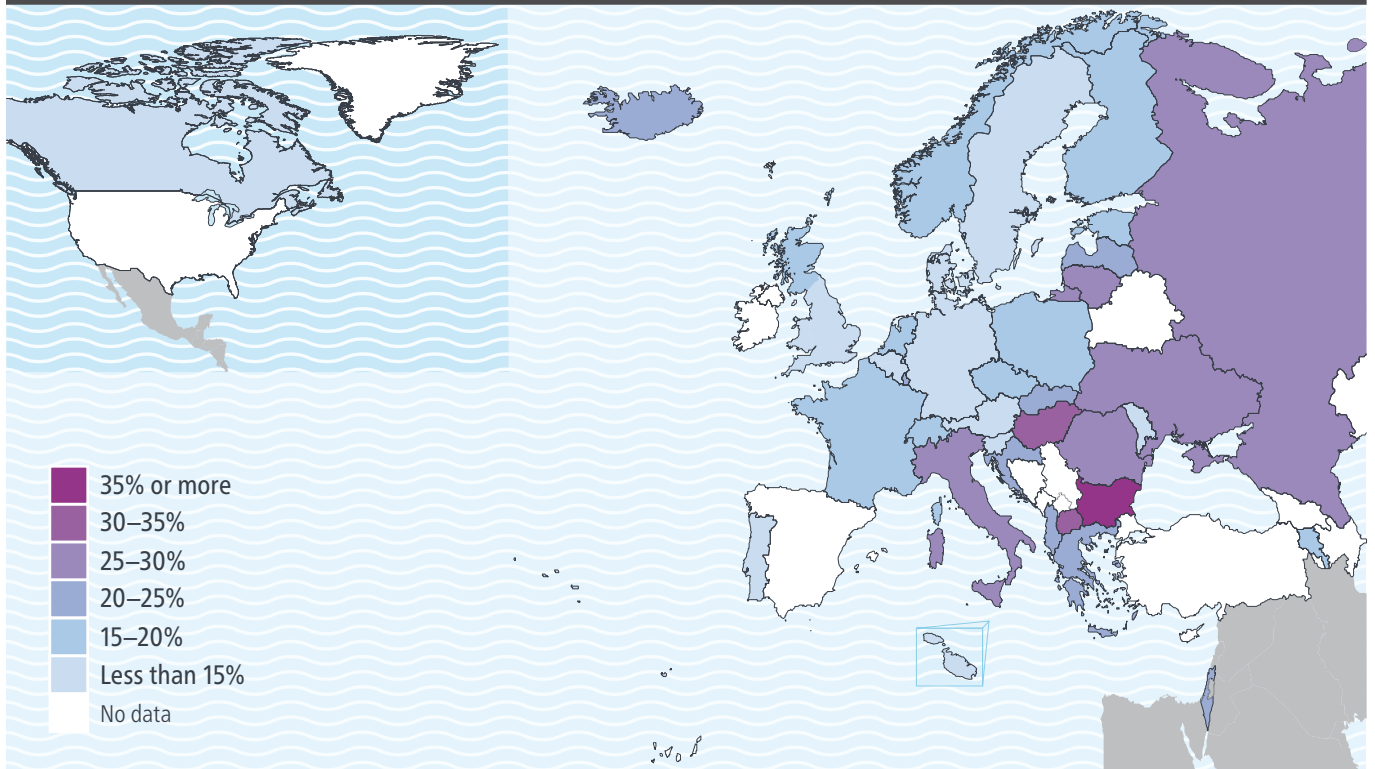 35% or more
30–35%
25–30%
20–25%
15–20%
Less than 15%
No data